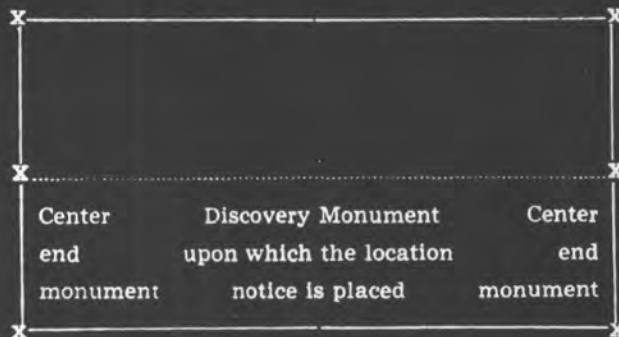 X X
X X
Center Discovery Monument Center
end upon which the location end
monument notice is placed monument
X X